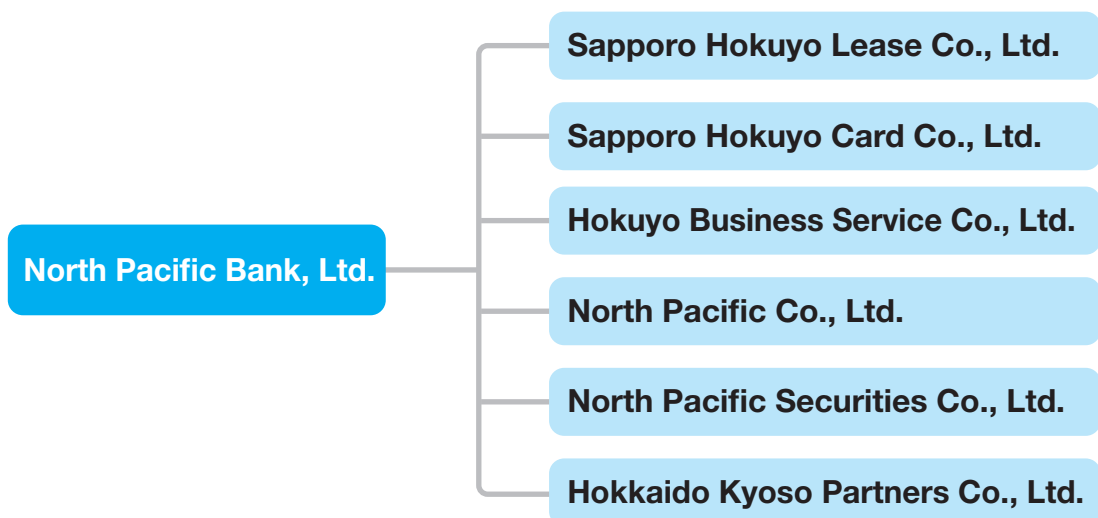 Sapporo Hokuyo Lease Co., Ltd.
Sapporo Hokuyo Card Co., Ltd.
Hokuyo Business Service Co., Ltd.
North Pacific Bank, Ltd.
North Pacific Co., Ltd.
North Pacific Securities Co., Ltd.
Hokkaido Kyoso Partners Co., Ltd.